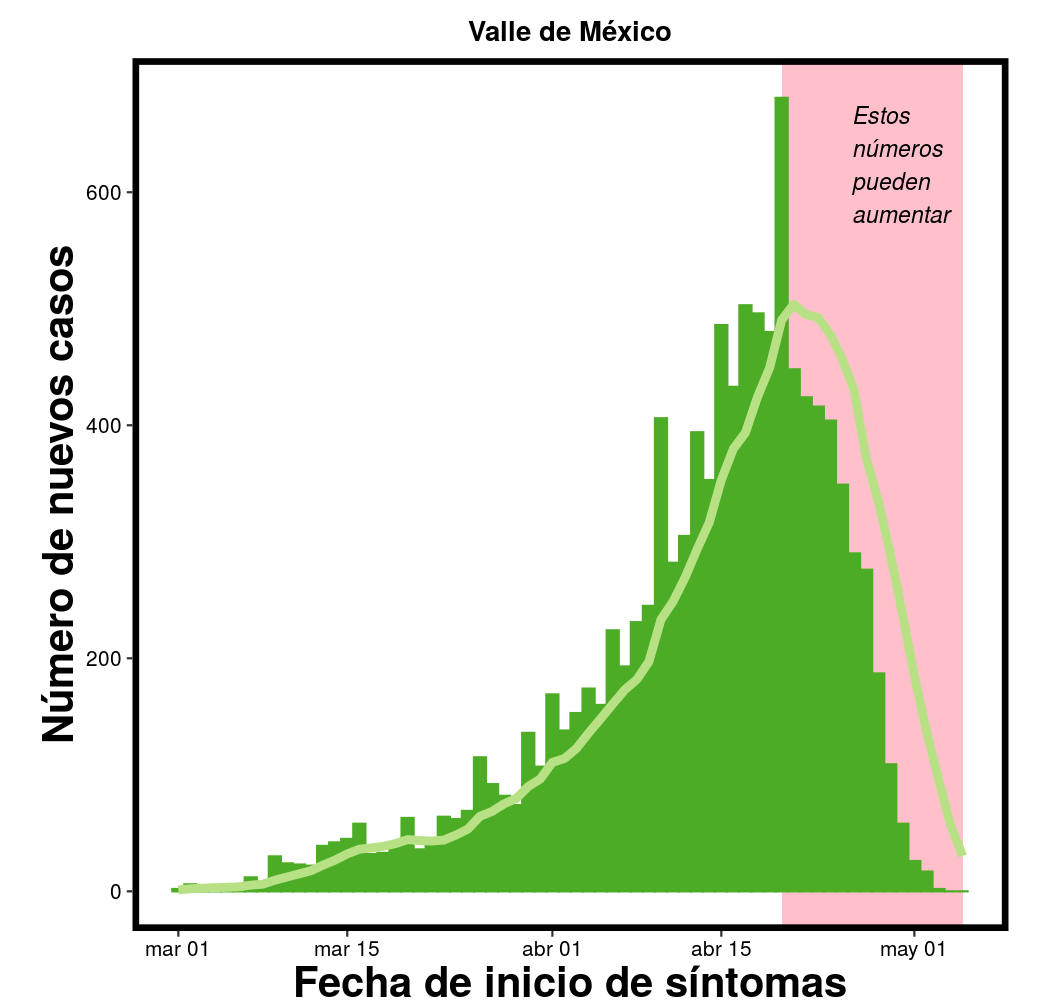 Valle de México
Estos
números
pueden
aumentar
Número de nuevos casos
600
400
200
0
mar 01
mar 15
abr 01
abr 15
may 01
Fecha de inicio de síntomas